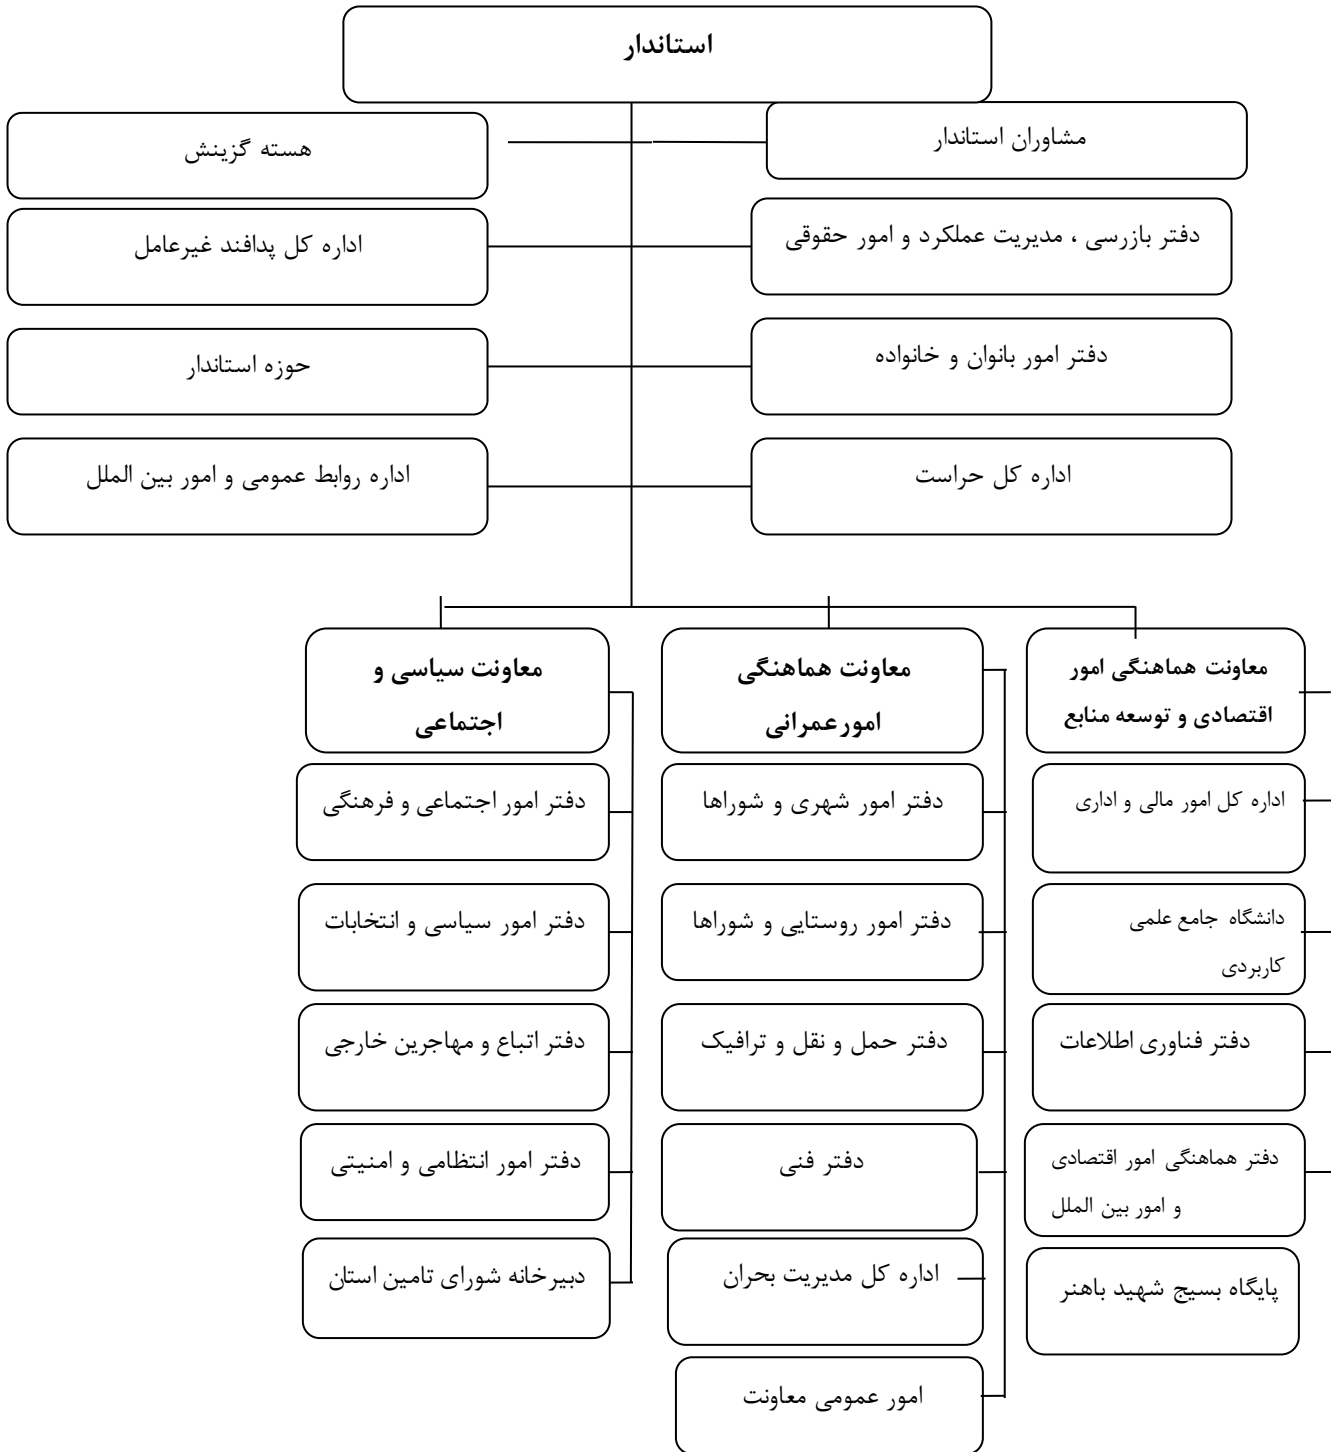 استاندار
مشاوران استاندار
هسته گزینش
دفتر بازرسی ، مدیریت عملکرد و امور حقوقی
اداره کل پدافند غیرعامل
دفتر امور بانوان و خانواده
حوزه استاندار
اداره کل حراست
اداره روابط عمومی و امور بین الملل
معاونت هماهنگی امور
اقتصادی و توسعه منابع
اداره کل امور مالی و اداری
دانشگاه جامع علمی
کاربردی
دفتر فناوری اطلاعات
دفتر هماهنگی امور اقتصادی
و امور بین الملل
پایگاه بسیج شهید باهنر
معاونت هماهنگی
امورعمرانی
دفتر امور شهری و شوراها
دفتر امور روستایی و شوراها
دفتر حمل و نقل و ترافیک
دفتر فنی
اداره کل مدیریت بحران
امور عمومی معاونت
معاونت سیاسی و
اجتماعی
دفتر امور اجتماعی و فرهنگی
دفتر امور سیاسی و انتخابات
دفتر اتباع و مهاجرین خارجی
دفتر امور انتظامی و امنیتی
دبیرخانه شورای تامین استان